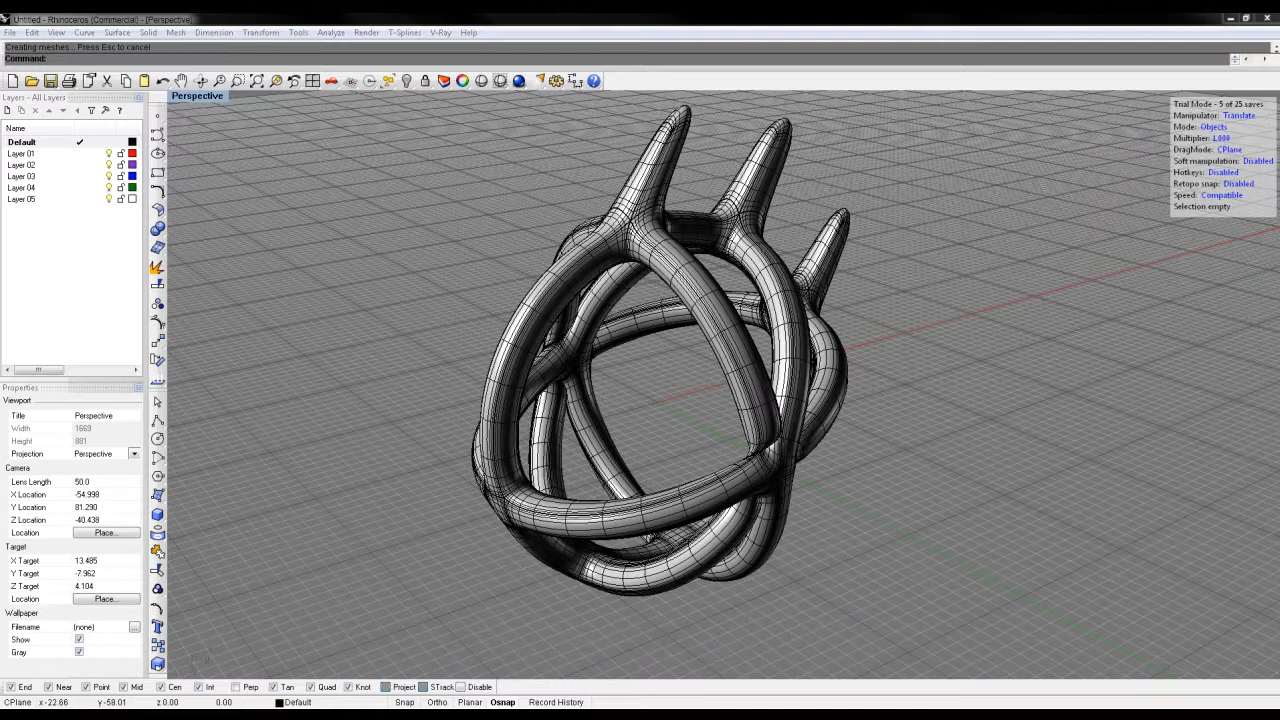 Untitled - Rhinoceros (Commercial) - [Perspective]
File Edit View Curve Surface Solid Mesh Dimension Transform Tools Analyze Render T-Splines V-Ray Help
Creating meshes... Press Esc to cancel
Command:
Layers - All Layers
Perspective
Name
Default
Layer 01
Layer 02
Layer 03
Layer 04
Layer 05
Trial Mode - 5 of 25 saves
Manipulator: Translate
Mode: Objects
Multiplier: 1.000
DragMode: CPlane
Soft manipulation: Disabled
Hotkeys: Disabled
Retopo snap: Disabled
Speed: Compatible
Selection empty
Properties
Viewport
Title Perspective
Width 1669
Height 881
Projection Perspective
Camera
Lens Length 50.0
X Location -54.998
Y Location 81.290
Z Location -40.438
Location Place...
Target
X Target 13.485
Y Target -7.962
Z Target 4.104
Location Place...
Wallpaper
Filename (none) ...
Show
Gray
End Near Point Mid Cen Int Perp Tan Quad Knot Project STrack Disable
CPlane x -22.66 y -58.01 z 0.00 0.00 Default Snap Ortho Planar Osnap Record History